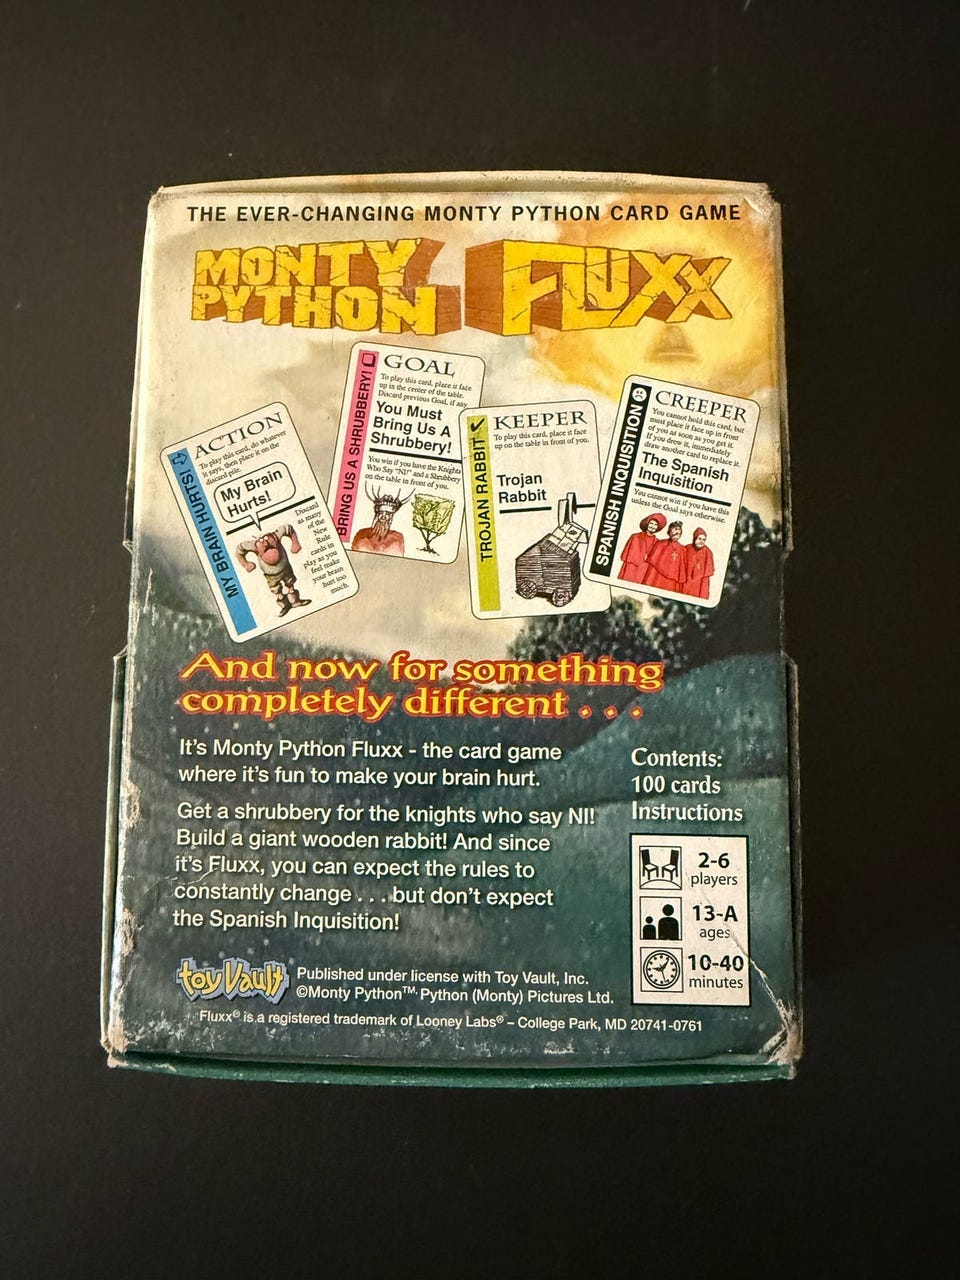 THE EVER-CHANGING MONTY PYTHON CARD GAME
MONTY
PYTHON
FLUXX
ACTION
To play this card, do whatever
it says, then place it on the
discard pile.
MY BRAIN HURTS!
My Brain
Hurts!
Discard
as many
of the
New
Rule
cards in
play as you
feel make
your brain
hurt too
much.
GOAL
To play this card, place it face
up in the center of the table.
Discard previous Goal, if any.
BRING US A SHRUBBERY!
You Must
Bring Us A
Shrubbery!
You win if you have the Knights
Who Say "NI!" and a Shrubbery
on the table in front of you.
KEEPER
To play this card, place it face
up on the table in front of you.
TROJAN RABBIT
Trojan
Rabbit
CREEPER
You cannot hold this card, but
must place it face up in front
of you as soon as you get it.
If you drew it, immediately
draw another card to replace it.
SPANISH INQUISITION
The Spanish
Inquisition
You cannot win if you have this
unless the Goal says otherwise.
And now for something
completely different . . .
It's Monty Python Fluxx - the card game
where it's fun to make your brain hurt.
Get a shrubbery for the knights who say NI!
Build a giant wooden rabbit! And since
it's Fluxx, you can expect the rules to
constantly change . . . but don't expect
the Spanish Inquisition!
Contents:
100 cards
Instructions
2-6
players
13-A
ages
10-40
minutes
toy Vault
Published under license with Toy Vault, Inc.
©Monty Python™. Python (Monty) Pictures Ltd.
Fluxx® is a registered trademark of Looney Labs® – College Park, MD 20741-0761